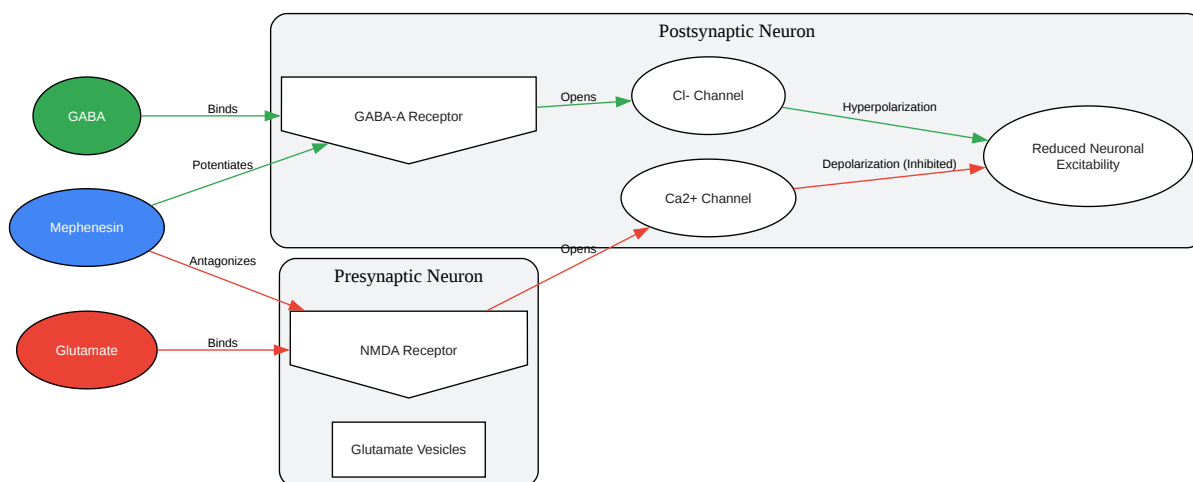 Postsynaptic Neuron
GABA
Binds
GABA-A Receptor
Opens
Cl- Channel
Hyperpolarization
Reduced Neuronal
Excitability
Potentiates
Depolarization (Inhibited)
Ca2+ Channel
Mephenesin
Antagonizes
Opens
Presynaptic Neuron
Glutamate
Binds
NMDA Receptor
Glutamate Vesicles